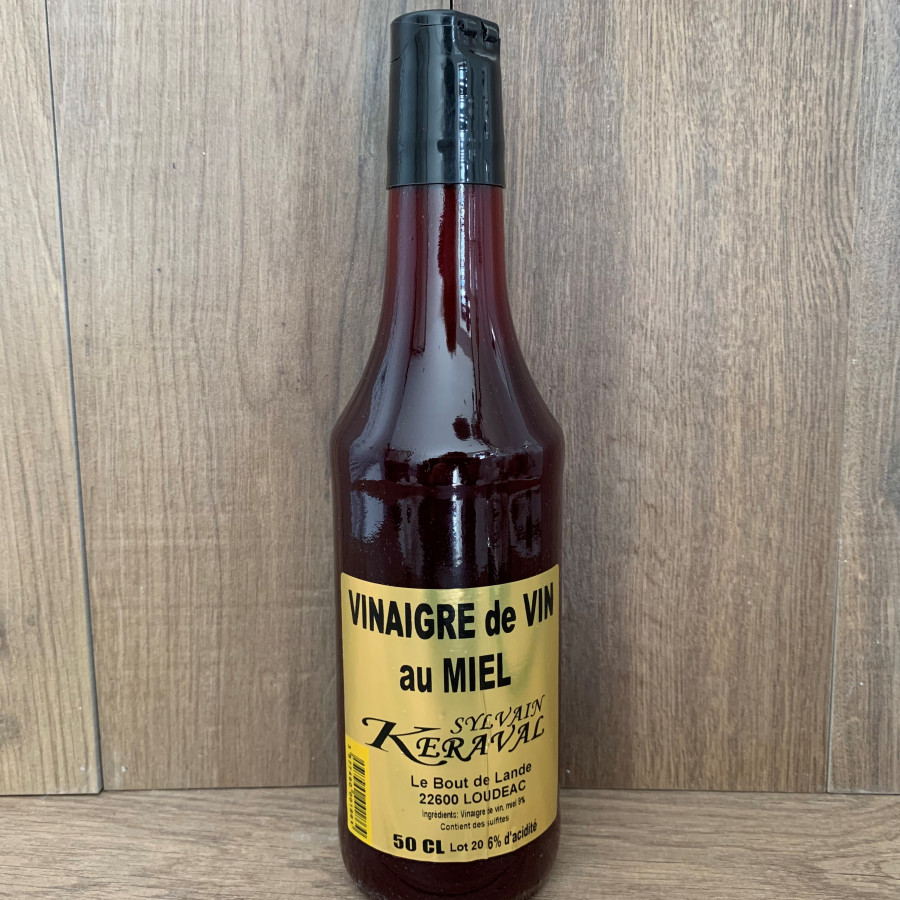 VINAIGRE de VIN
au MIEL
SYLVAIN
KERAVAL
Le Bout de Lande
22600 LOUDEAC
Ingrédients: Vinaigre de vin, miel 9%
Contient des sulfites
50 CL Lot 20 6% d'acidité